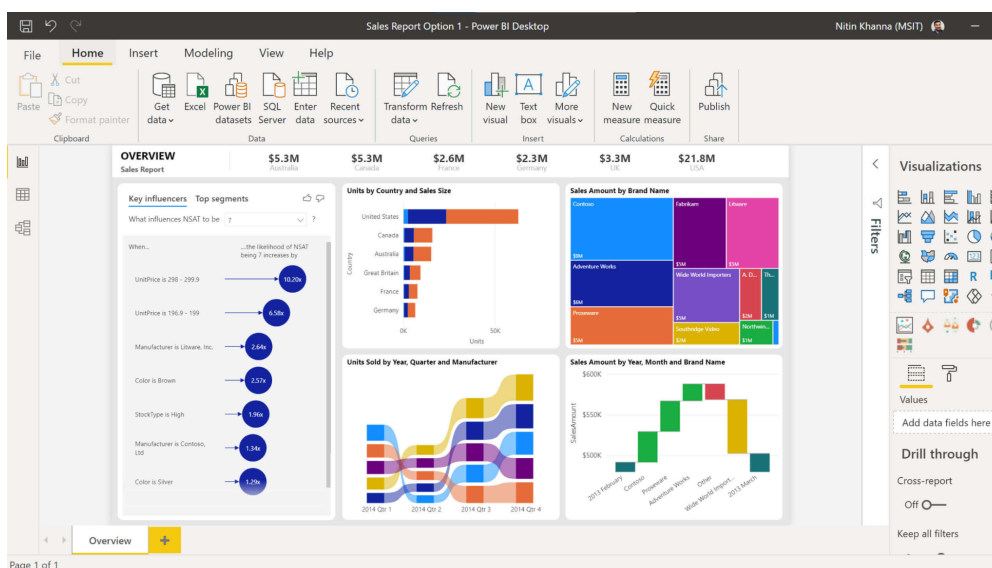 Sales Report Option 1 - Power BI Desktop
Nitin Khanna (MSIT)
File Home Insert Modeling View Help
Paste
Cut
Copy
Format painter
Get data
Excel
Power BI datasets
SQL Server
Enter data
Recent sources
Transform data
Refresh
New visual
Text box
More visuals
New measure
Quick measure
Publish
Clipboard
Data
Queries
Insert
Calculations
Share
OVERVIEW
Sales Report
$5.3M
Australia
$5.3M
Canada
$2.6M
France
$2.3M
Germany
$3.3M
UK
$21.8M
USA
Key influencers Top segments
What influences NSAT to be 7 ?
When...
...the likelihood of NSAT
being 7 increases by
UnitPrice is 298 - 299.9
10.20x
UnitPrice is 196.9 - 199
6.58x
Manufacturer is Litware, Inc.
2.64x
Color is Brown
2.57x
StockType is High
1.96x
Manufacturer is Contoso,
Ltd
1.34x
Color is Silver
1.29x
Units by Country and Sales Size
Country
United States
Canada
Australia
Great Britain
France
Germany
0K 50K
Units
Sales Amount by Brand Name
Contoso
Fabrikam
Litware
$5M
$5M
Adventure Works
Wide World Importers
A. D...
Th...
Proseware
$5M
$2M
$1M
Southridge Video
Northwin...
$5M
$2M
$1M
Units Sold by Year, Quarter and Manufacturer
2014 Qtr 1 2014 Qtr 2 2014 Qtr 3 2014 Qtr 4
Sales Amount by Year, Month and Brand Name
SalesAmount
$600K
$550K
$500K
2013 February
Contoso
Proseware
Adventure Works
Other
Wide World Import...
2013 March
Filters
Visualizations
R
Values
Add data fields here
Drill through
Cross-report
Off
Keep all filters
Overview
Page 1 of 1